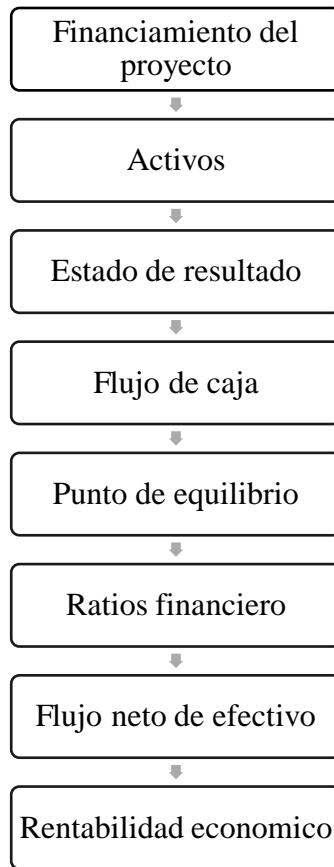 Financiamiento del
proyecto
Activos
Estado de resultado
Flujo de caja
Punto de equilibrio
Ratios financiero
Flujo neto de efectivo
Rentabilidad economico